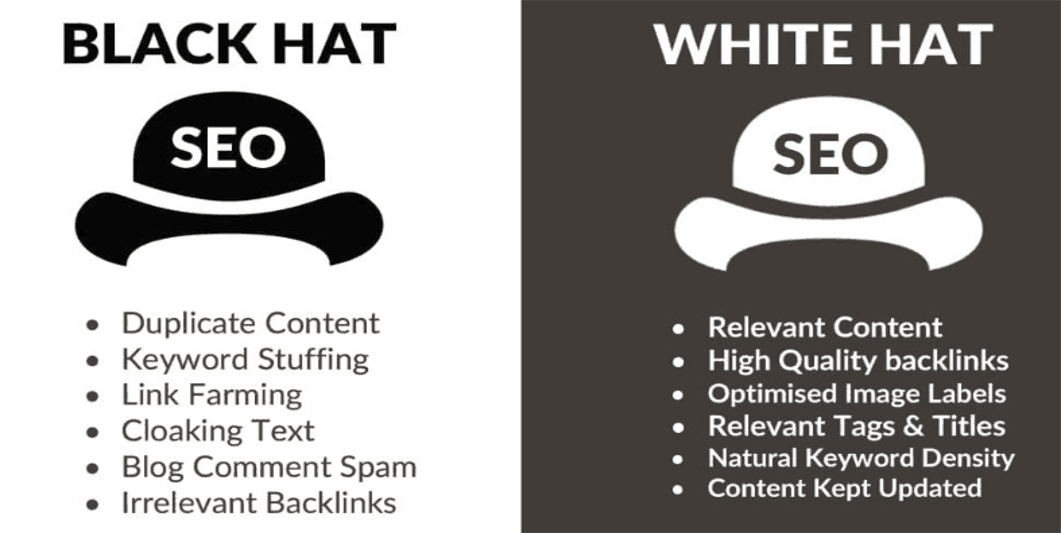 BLACK HAT
SEO
• Duplicate Content
• Keyword Stuffing
• Link Farming
• Cloaking Text
• Blog Comment Spam
• Irrelevant Backlinks
WHITE HAT
SEO
• Relevant Content
• High Quality backlinks
• Optimised Image Labels
• Relevant Tags & Titles
• Natural Keyword Density
• Content Kept Updated